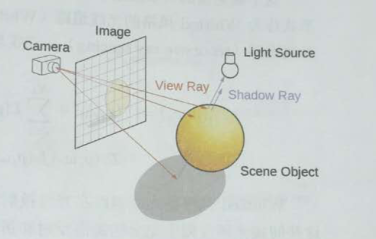 Camera
Image
Light Source
View Ray
Shadow Ray
Scene Object